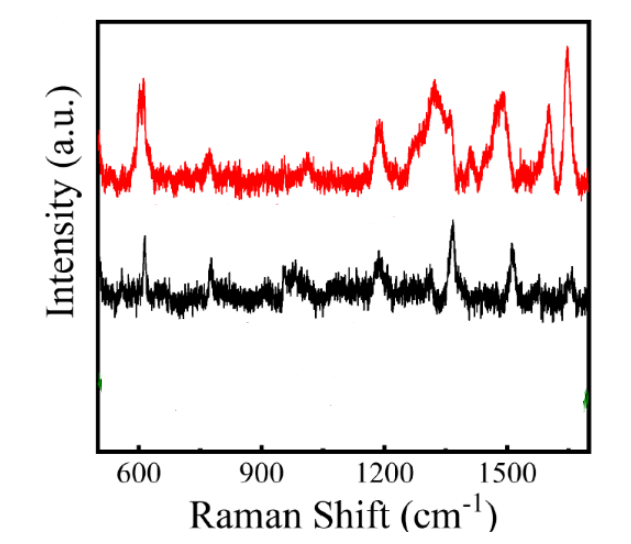 Intensity (a.u.)
600 900 1200 1500
Raman Shift (cm⁻¹)